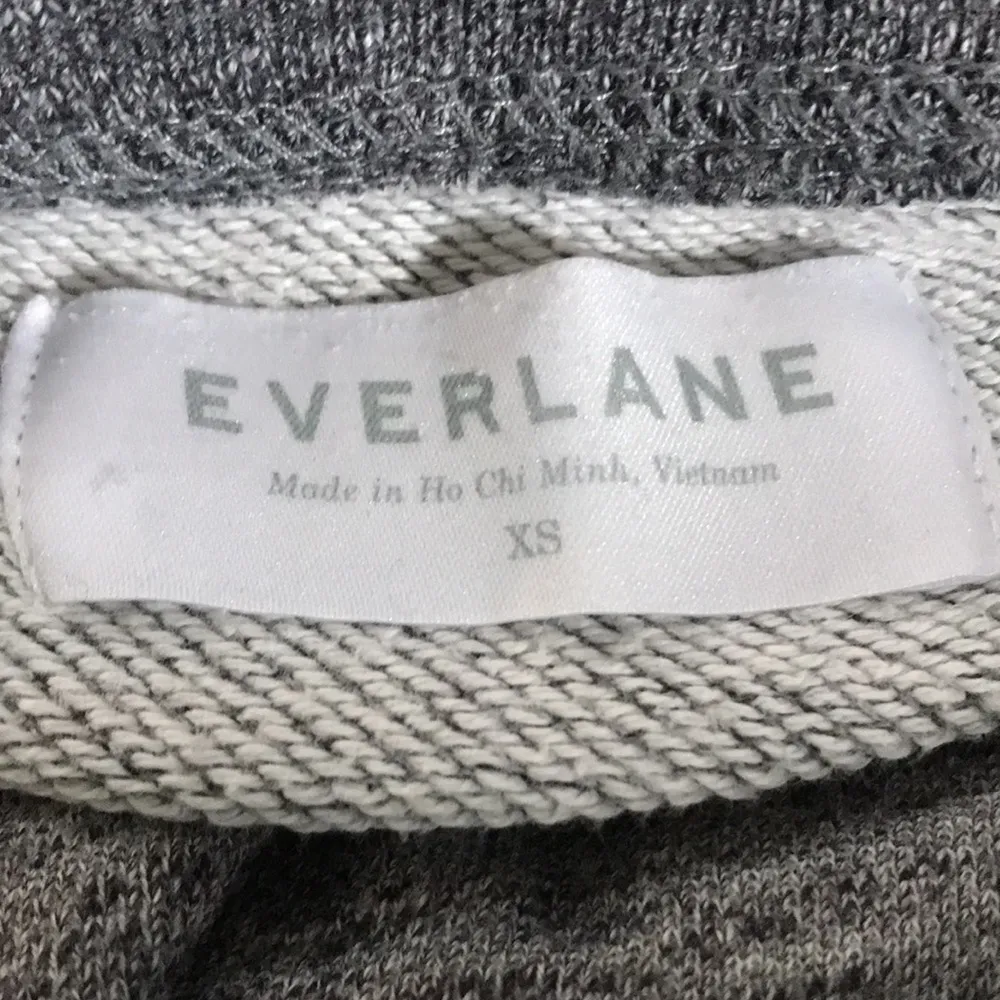 EVERLANE
Made in Ho Chi Minh, Vietnam
XS